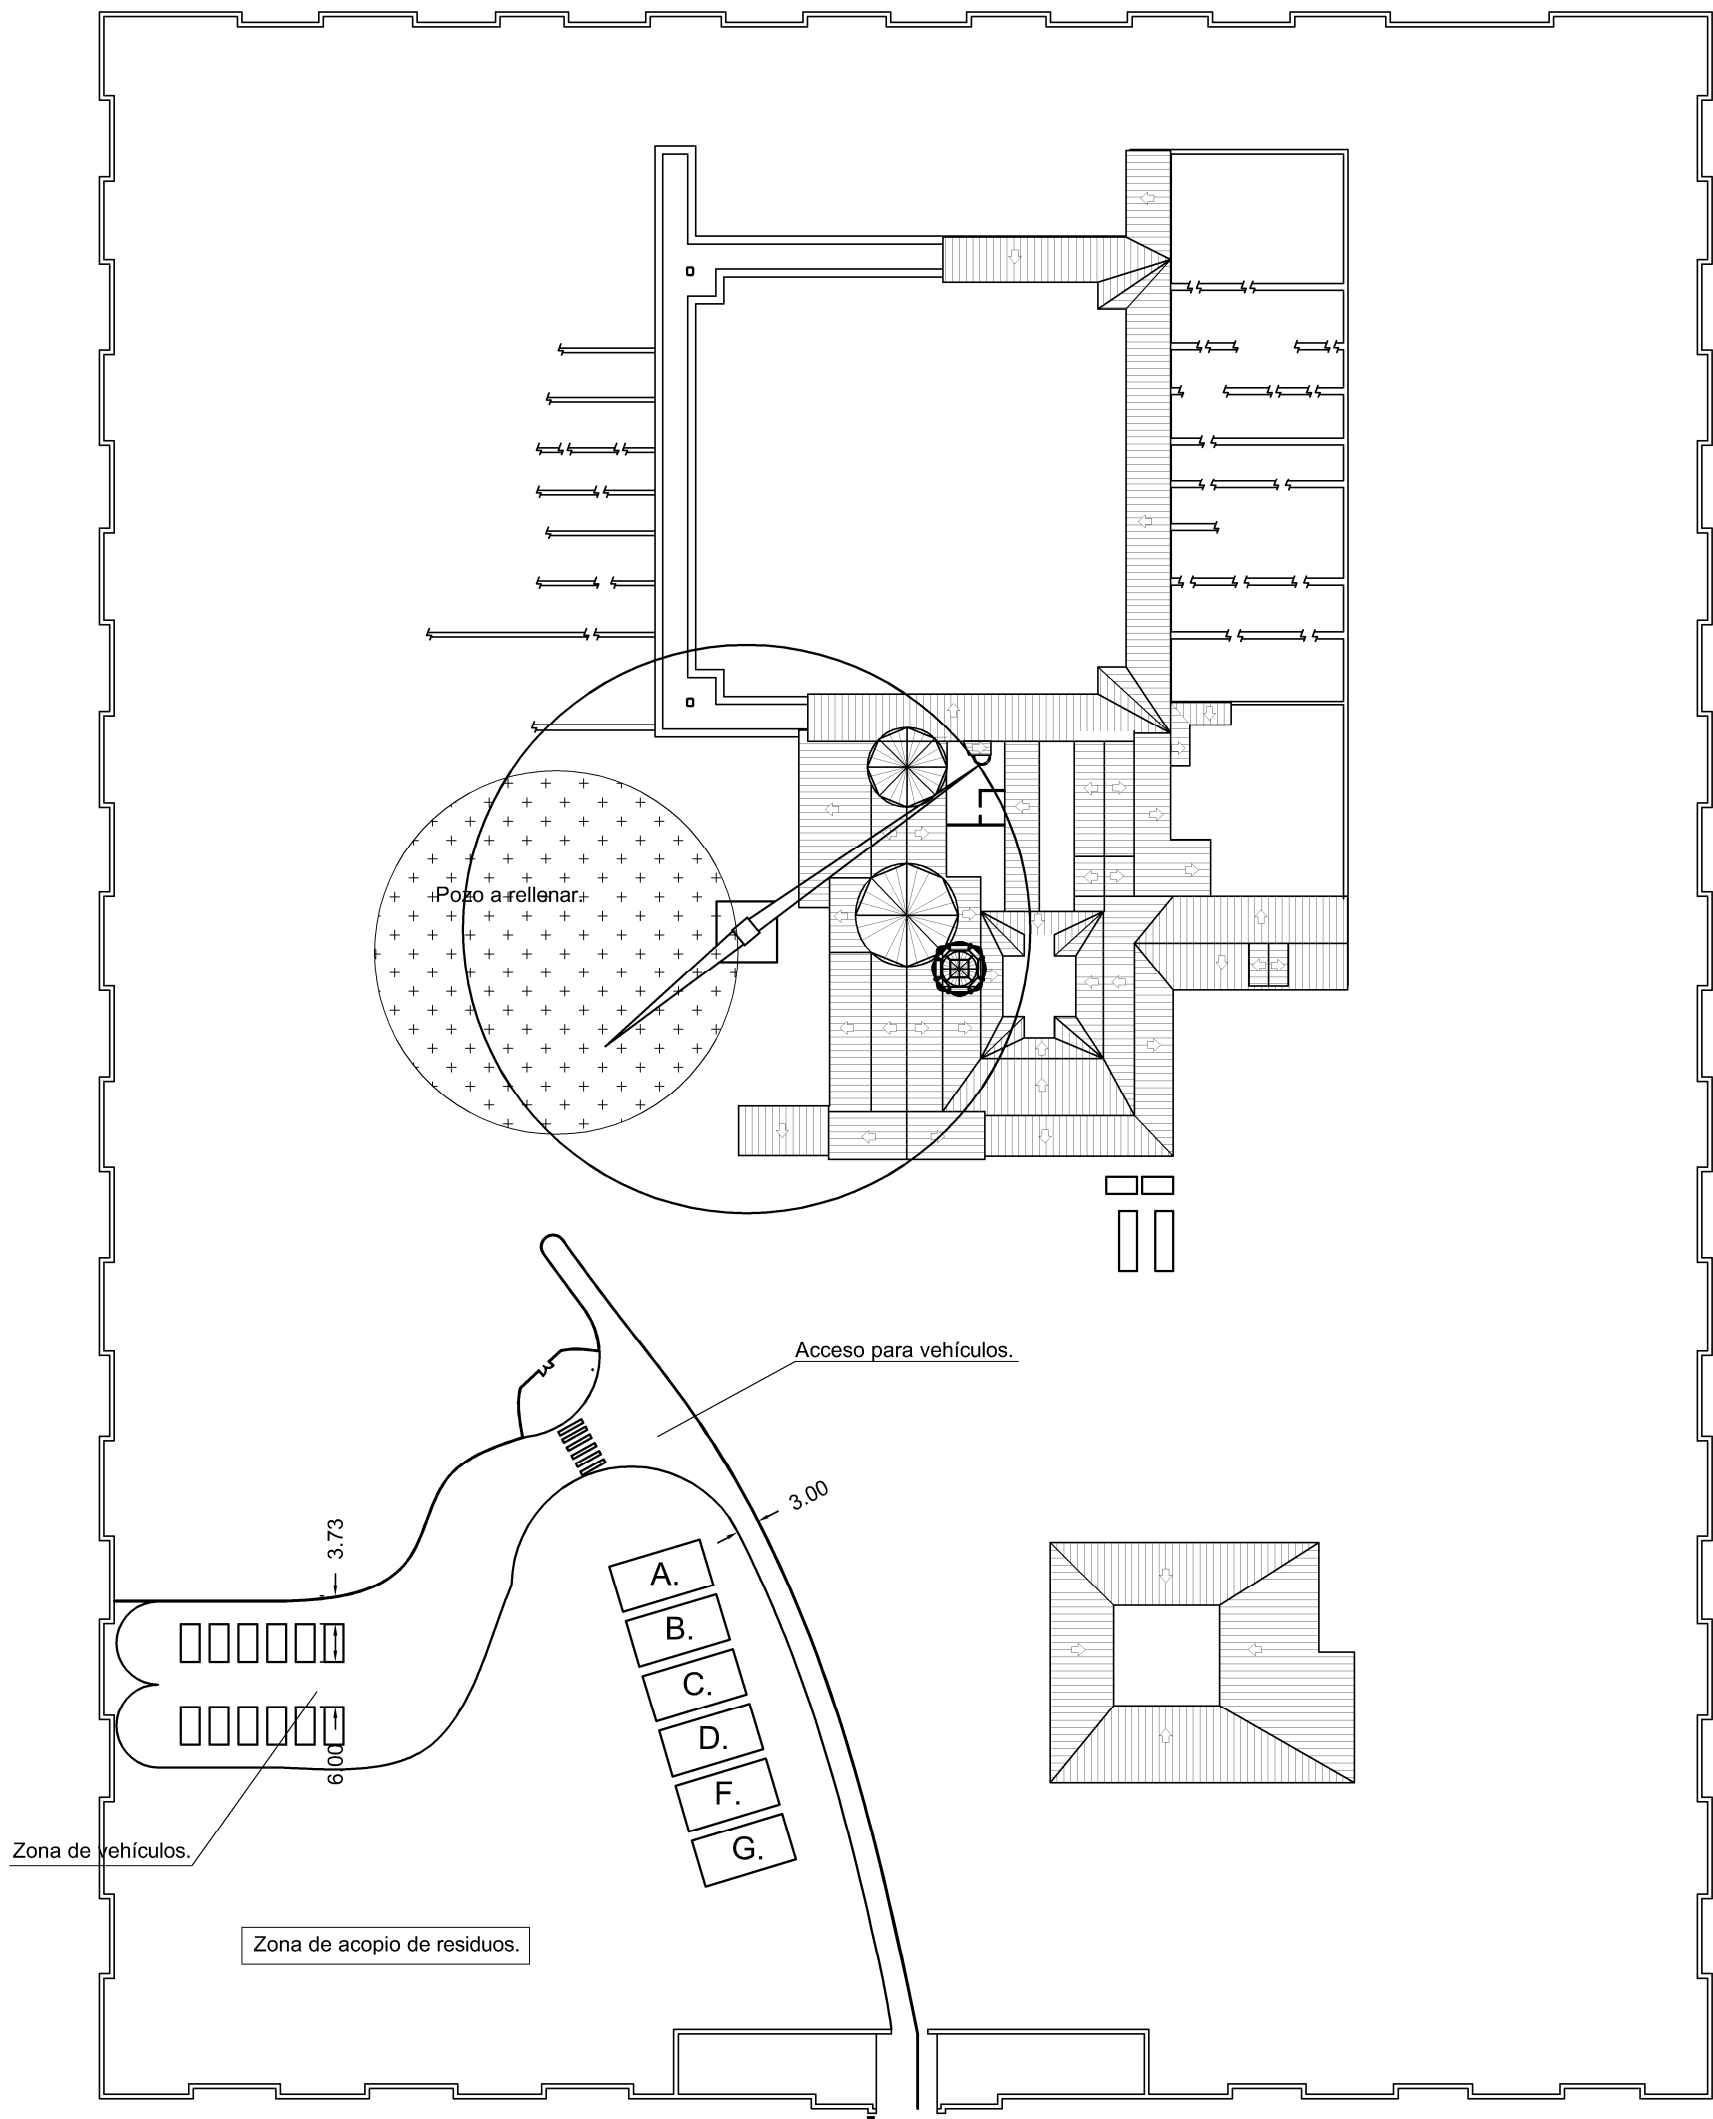 Pozo a rellenar.
Acceso para vehículos.
3.00
3.73
A.
B.
C.
D.
F.
G.
6.00
Zona de vehículos.
Zona de acopio de residuos.